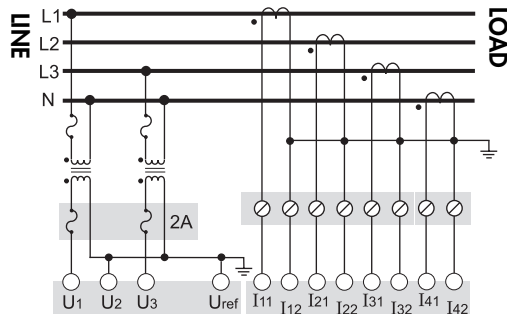 LINE
L1
L2
L3
N
LOAD
2A
U1 U2 U3 Uref I11 I12 I21 I22 I31 I32 I41 I42